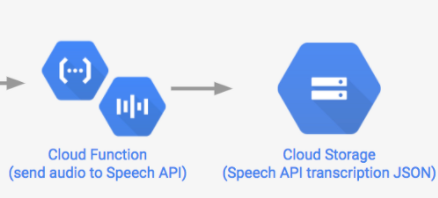 Cloud Function
(send audio to Speech API)
Cloud Storage
(Speech API transcription JSON)